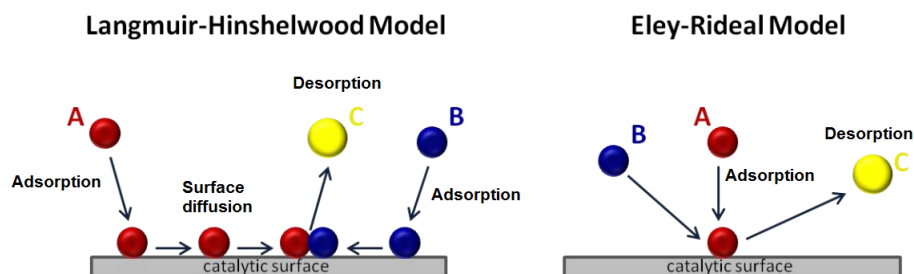 Langmuir-Hinshelwood Model
A
Adsorption
Surface
diffusion
Desorption
C
B
Adsorption
catalytic surface
Eley-Rideal Model
B
A
Adsorption
Desorption
C
catalytic surface